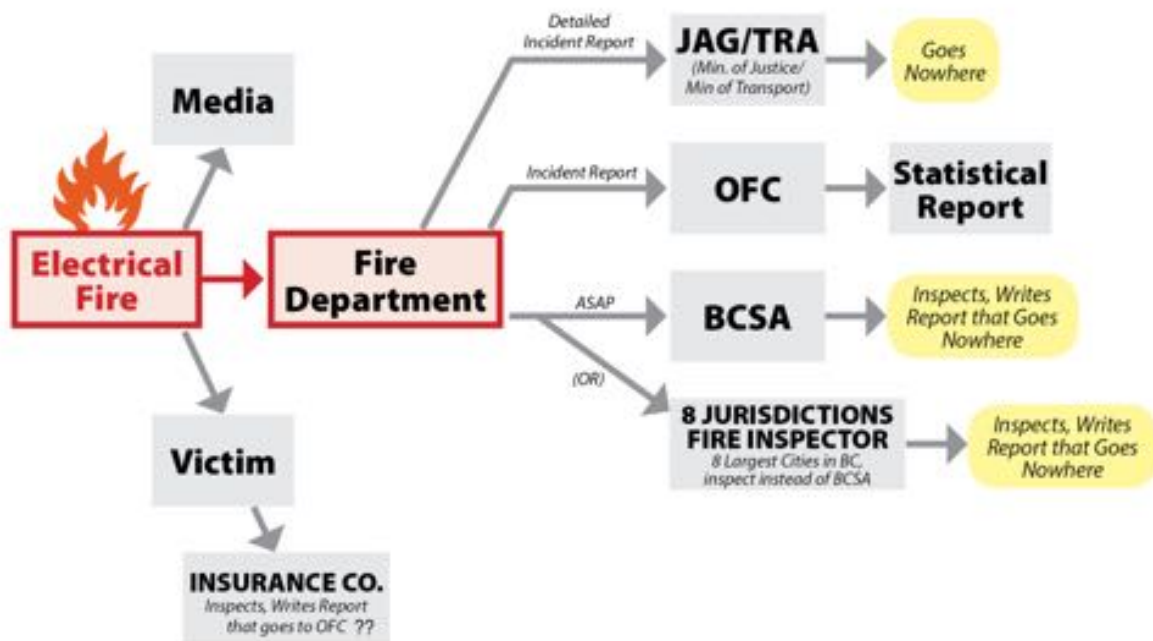 Detailed
Incident Report
JAG/TRA
(Min. of Justice/
Min of Transport)
Goes
Nowhere
Media
Incident Report
OFC
Statistical
Report
Electrical
Fire
Fire
Department
ASAP
BCSA
Inspects, Writes
Report that Goes
Nowhere
(OR)
8 JURISDICTIONS
FIRE INSPECTOR
8 Largest Cities in BC,
inspect instead of BCSA
Inspects, Writes
Report that Goes
Nowhere
Victim
INSURANCE CO.
Inspects, Writes Report
that goes to OFC ??